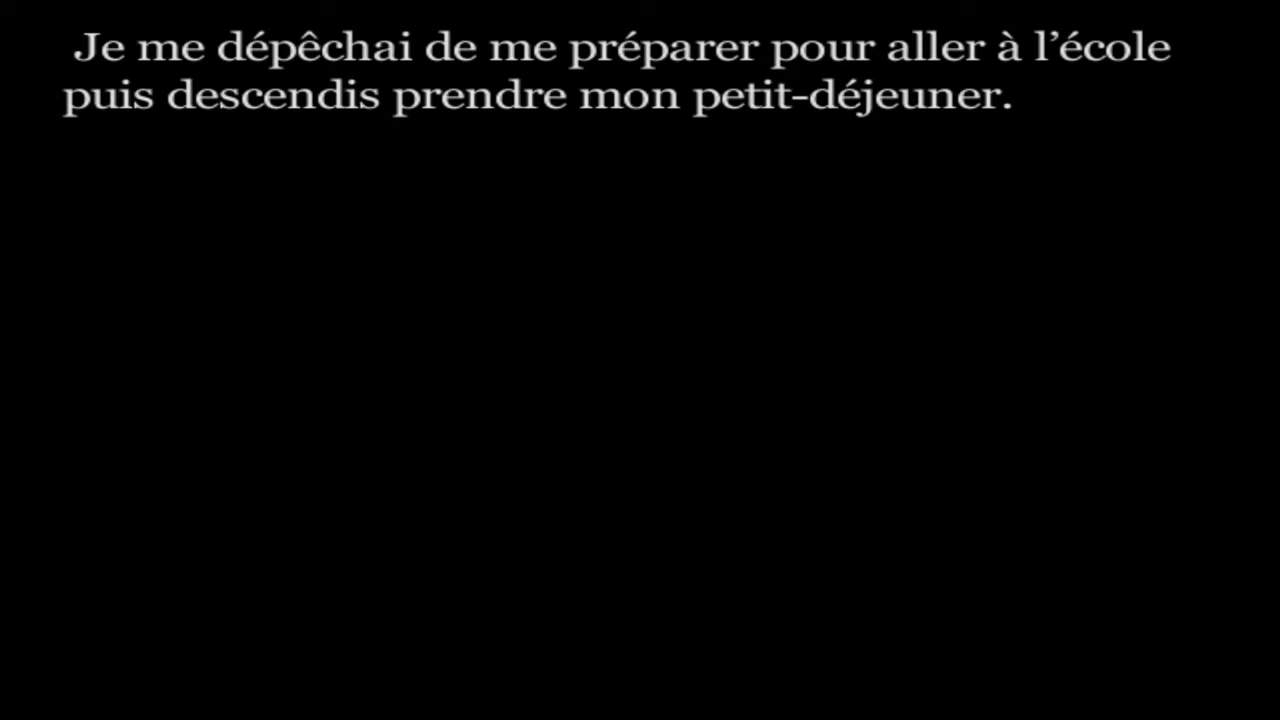 Je me dépêchai de me préparer pour aller à l’école
puis descendis prendre mon petit-déjeuner.